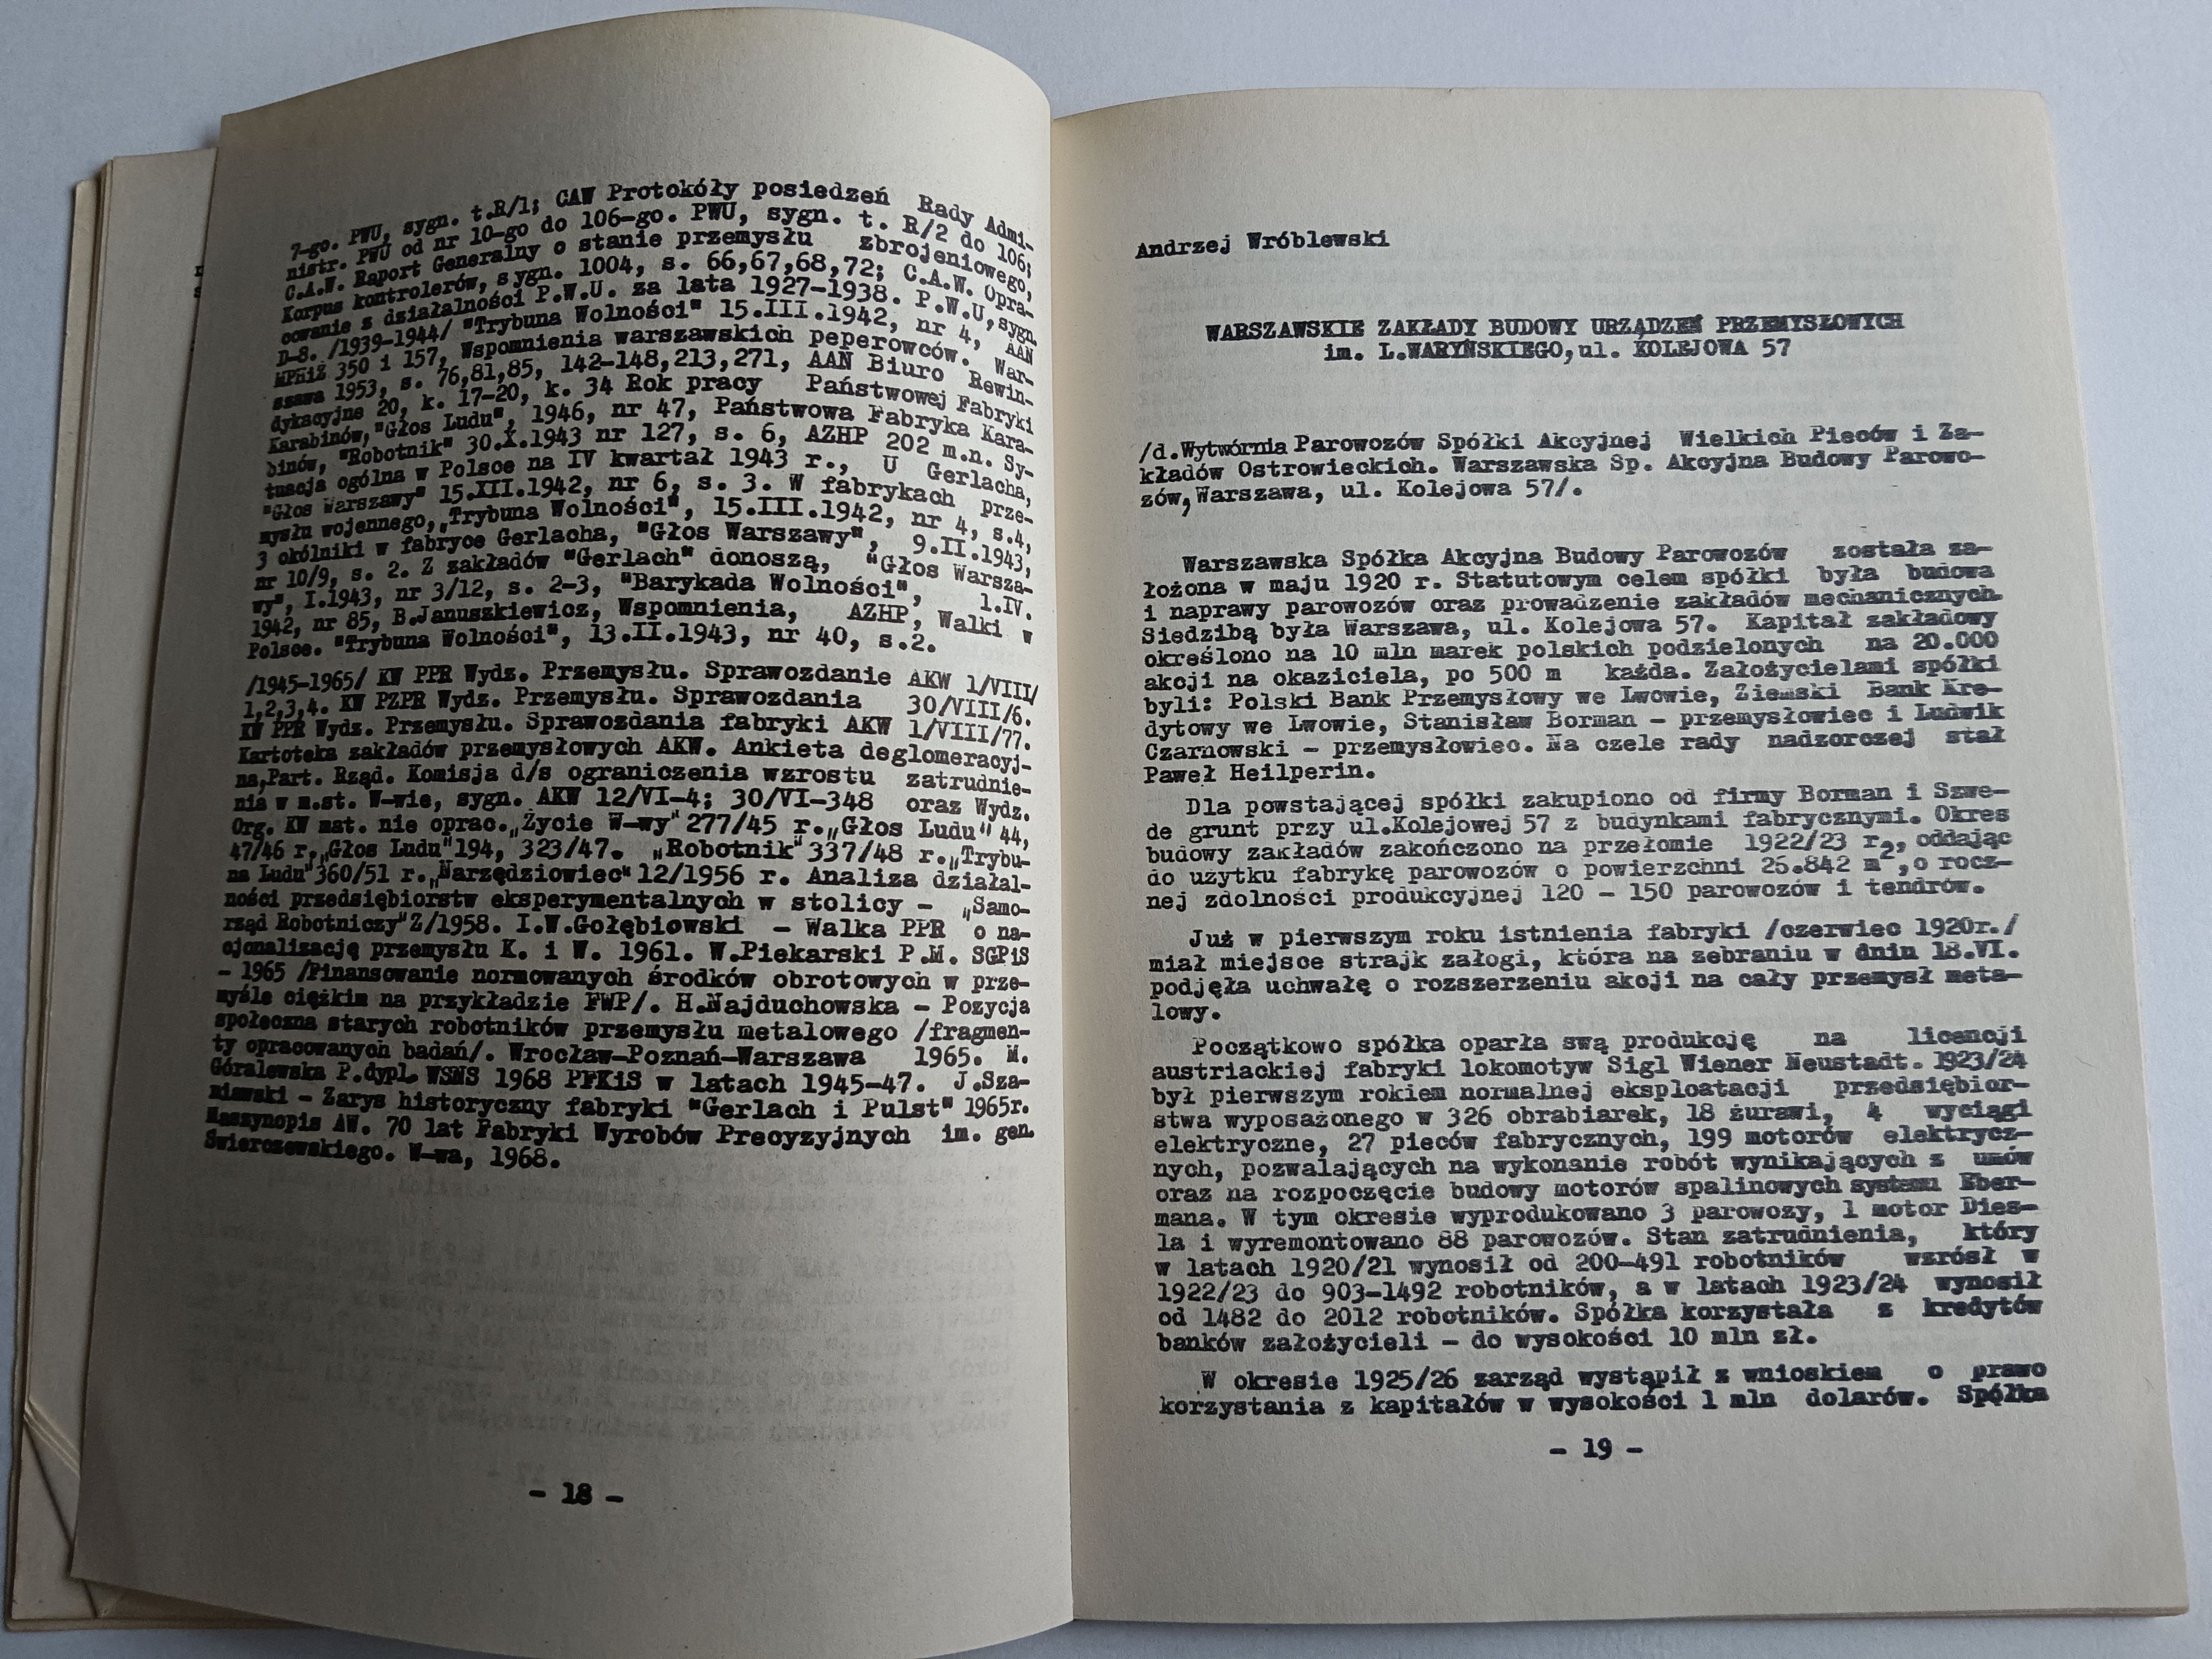 7-go. PWU, sygn. t.R/1; CAW Protokóły posiedzeń Rady Admi-
nistr. PWU od nr 10-go do 106-go. PWU, sygn. t. R/2 do 106;
C.A.W. Raport Generalny o stanie przemysłu zbrojeniowego,
Korpus kontrolerów, sygn. 1004, s. 66,67,68,72; C.A.W. Opra-
cowanie z działalności P.W.U. za lata 1927-1938. P.W.U, sygn.
D-8. /1939-1944/ "Trybuna Wolności" 15.III.1942, nr 4, AAN
MPHiŻ 350 i 157, Wspomnienia warszawskich peperowców. War-
szawa 1953, s. 76,81,85, 142-148,213,271, AAN Biuro Rewin-
dykacyjne 20, k. 17-20, k. 34 Rok pracy Państwowej Fabryki
Karabinów, "Głos Ludu", 1946, nr 47, Państwowa Fabryka Kara-
binów, "Robotnik" 30.X.1943 nr 127, s. 6, AZHP 202 m.n. Sy-
tuacja ogólna w Polsce na IV kwartał 1943 r., U Gerlacha,
"Głos Warszawy" 15.XII.1942, nr 6, s. 3. W fabrykach prze-
mysłu wojennego, „Trybuna Wolności", 15.III.1942, nr 4, s.4,
3 okólniki w fabryce Gerlacha, "Głos Warszawy", 9.II.1943,
nr 10/9, s. 2. Z zakładów "Gerlach" donoszą, "Głos Warsza-
wy", I.1943, nr 3/12, s. 2-3, "Barykada Wolności", 1.IV.
1942, nr 85, B.Januszkiewicz, Wspomnienia, AZHP, Walki w
Polsce. "Trybuna Wolności", 13.II.1943, nr 40, s.2.
/1945-1965/ KW PPR Wydz. Przemysłu. Sprawozdanie AKW 1/VIII/
1,2,3,4. KW PZPR Wydz. Przemysłu. Sprawozdania 30/VIII/6.
KW PPR Wydz. Przemysłu. Sprawozdania fabryki AKW 1/VIII/77.
Kartoteka zakładów przemysłowych AKW. Ankieta deglomeracyj-
na, Part. Rząd. Komisja d/s ograniczenia wzrostu zatrudnie-
nia w m.st. W-wie, sygn. AKW 12/VI-4; 30/VI-348 oraz Wydz.
Org. KW mat. nie oprac. „Życie W-wy" 277/45 r. „Głos Ludu" 44,
47/46 r, „Głos Ludu" 194, 323/47. „Robotnik" 337/48 r. „Trybu-
na Ludu" 360/51 r. „Narzędziowiec" 12/1956 r. Analiza działal-
ności przedsiębiorstw eksperymentalnych w stolicy - „Samo-
rząd Robotniczy" Z/1958. I.W.Gołębiowski - Walka PPR o na-
cjonalizację przemysłu K. i W. 1961. W.Piekarski P.M. SGPiS
- 1965 /Finansowanie normowanych środków obrotowych w prze-
myśle ciężkim na przykładzie FWP/. H.Najduchowska - Pozycja
społeczna starych robotników przemysłu metalowego /fragmen-
ty opracowanych badań/. Wrocław-Poznań-Warszawa 1965. M.
Góralewska P.dypl. WSNS 1968 PFKiS w latach 1945-47. J.Sza-
niawski - Zarys historyczny fabryki "Gerlach i Pulst" 1965r.
Maszynopis AW. 70 lat Fabryki Wyrobów Precyzyjnych im. gen.
Świerczewskiego. W-wa, 1968.
- 18 -
Andrzej Wróblewski
WARSZAWSKIE ZAKŁADY BUDOWY URZĄDZEŃ PRZEMYSŁOWYCH
im. L.WARYŃSKIEGO, ul. KOLEJOWA 57
/d.Wytwórnia Parowozów Spółki Akcyjnej Wielkich Pieców i Za-
kładów Ostrowieckich. Warszawska Sp. Akcyjna Budowy Parowo-
zów, Warszawa, ul. Kolejowa 57/.
Warszawska Spółka Akcyjna Budowy Parowozów została za-
łożona w maju 1920 r. Statutowym celem spółki była budowa
i naprawy parowozów oraz prowadzenie zakładów mechanicznych.
Siedzibą była Warszawa, ul. Kolejowa 57. Kapitał zakładowy
określono na 10 mln marek polskich podzielonych na 20.000
akcji na okaziciela, po 500 m każda. Założycielami spółki
byli: Polski Bank Przemysłowy we Lwowie, Ziemski Bank Kre-
dytowy we Lwowie, Stanisław Borman - przemysłowiec i Ludwik
Czarnowski - przemysłowiec. Na czele rady nadzorczej stał
Paweł Heilperin.
Dla powstającej spółki zakupiono od firmy Borman i Szwe-
de grunt przy ul.Kolejowej 57 z budynkami fabrycznymi. Okres
budowy zakładów zakończono na przełomie 1922/23 r., oddając
do użytku fabrykę parowozów o powierzchni 26.842 m², o rocz-
nej zdolności produkcyjnej 120 - 150 parowozów i tendrów.
Już w pierwszym roku istnienia fabryki /czerwiec 1920r./
miał miejsce strajk załogi, która na zebraniu w dniu 18.VI.
podjęła uchwałę o rozszerzeniu akcji na cały przemysł meta-
lowy.
Początkowo spółka oparła swą produkcję na licencji
austriackiej fabryki lokomotyw Sigl Wiener Neustadt. 1923/24
był pierwszym rokiem normalnej eksploatacji przedsiębior-
stwa wyposażonego w 326 obrabiarek, 18 żurawi, 4 wyciągi
elektryczne, 27 pieców fabrycznych, 199 motorów elektrycz-
nych, pozwalających na wykonanie robót wynikających z umów
oraz na rozpoczęcie budowy motorów spalinowych systemu Eber-
mana. W tym okresie wyprodukowano 3 parowozy, 1 motor Dies-
la i wyremontowano 88 parowozów. Stan zatrudnienia, który
w latach 1920/21 wynosił od 200-491 robotników wzrósł w
1922/23 do 903-1492 robotników, a w latach 1923/24 wynosił
od 1482 do 2012 robotników. Spółka korzystała z kredytów
banków założycieli - do wysokości 10 mln zł.
W okresie 1925/26 zarząd wystąpił z wnioskiem o prawo
korzystania z kapitałów w wysokości 1 mln dolarów. Spółka
- 19 -